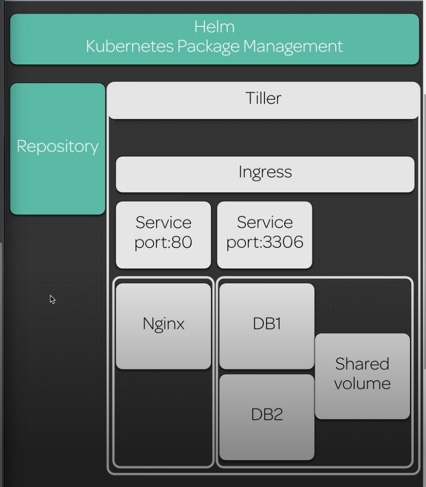 Helm
Kubernetes Package Management
Repository
Tiller
Ingress
Service
port:80
Service
port:3306
Nginx
DB1
Shared
volume
DB2